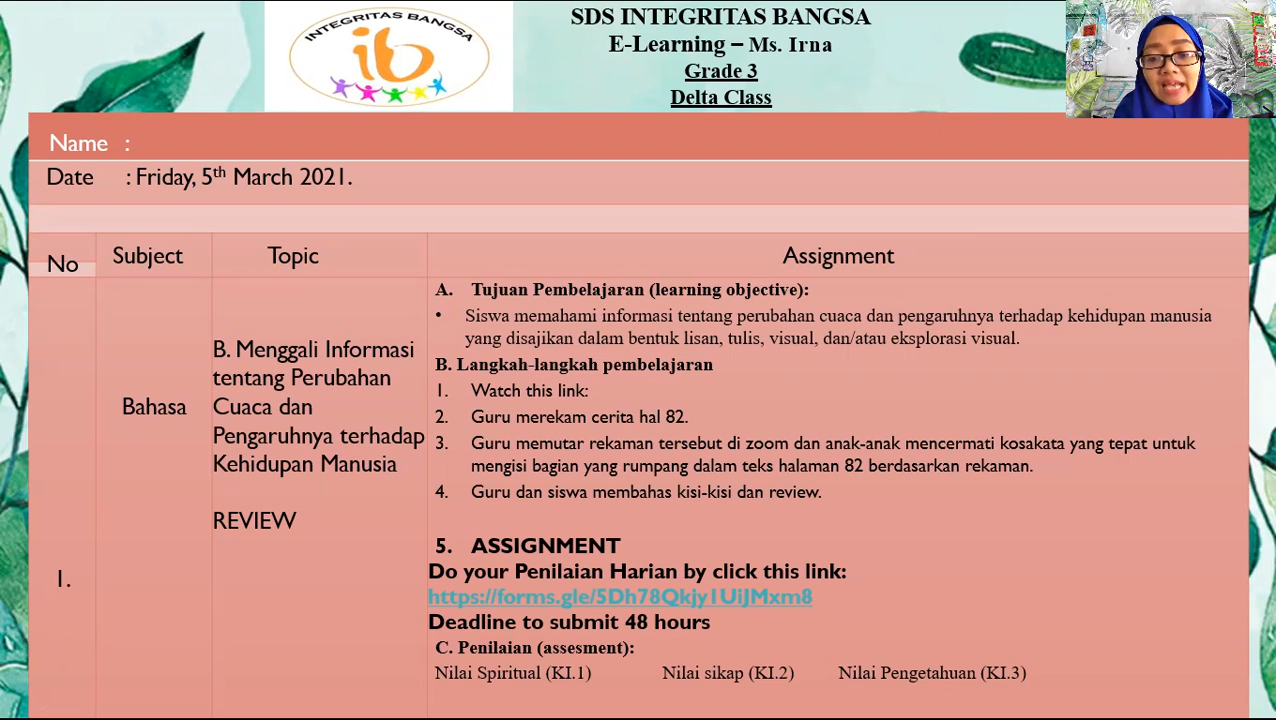 INTEGRITAS BANGSA
ib
SDS INTEGRITAS BANGSA
E-Learning – Ms. Irna
Grade 3
Delta Class
Name :
Date : Friday, 5th March 2021.
No Subject Topic Assignment
1.
Bahasa
B. Menggali Informasi
tentang Perubahan
Cuaca dan
Pengaruhnya terhadap
Kehidupan Manusia
REVIEW
A. Tujuan Pembelajaran (learning objective):
• Siswa memahami informasi tentang perubahan cuaca dan pengaruhnya terhadap kehidupan manusia
yang disajikan dalam bentuk lisan, tulis, visual, dan/atau eksplorasi visual.
B. Langkah-langkah pembelajaran
1. Watch this link:
2. Guru merekam cerita hal 82.
3. Guru memutar rekaman tersebut di zoom dan anak-anak mencermati kosakata yang tepat untuk
mengisi bagian yang rumpang dalam teks halaman 82 berdasarkan rekaman.
4. Guru dan siswa membahas kisi-kisi dan review.
5. ASSIGNMENT
Do your Penilaian Harian by click this link:
https://forms.gle/5Dh78Qkjy1UiJMxm8
Deadline to submit 48 hours
C. Penilaian (assesment):
Nilai Spiritual (KI.1) Nilai sikap (KI.2) Nilai Pengetahuan (KI.3)